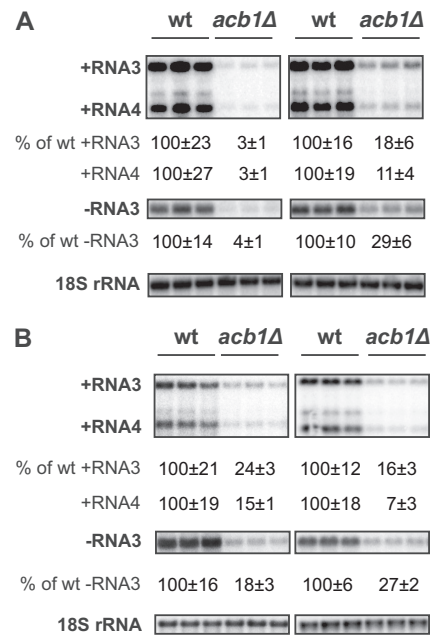 A
wt acb1Δ wt acb1Δ
+RNA3
+RNA4
% of wt +RNA3 100±23 3±1 100±16 18±6
+RNA4 100±27 3±1 100±19 11±4
-RNA3
% of wt -RNA3 100±14 4±1 100±10 29±6
18S rRNA
B
wt acb1Δ wt acb1Δ
+RNA3
+RNA4
% of wt +RNA3 100±21 24±3 100±12 16±3
+RNA4 100±19 15±1 100±18 7±3
-RNA3
% of wt -RNA3 100±16 18±3 100±6 27±2
18S rRNA